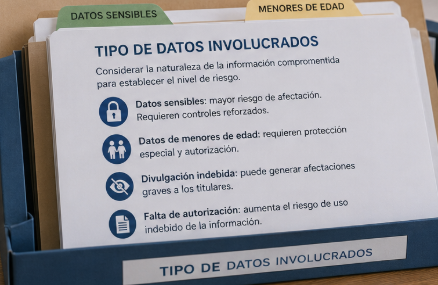 DATOS SENSIBLES
MENORES DE EDAD
TIPO DE DATOS INVOLUCRADOS
Considerar la naturaleza de la información comprometida
para establecer el nivel de riesgo.
Datos sensibles: mayor riesgo de afectación.
Requieren controles reforzados.
Datos de menores de edad: requieren protección
especial y autorización.
Divulgación indebida: puede generar afectaciones
graves a los titulares.
Falta de autorización: aumenta el riesgo de uso
indebido de la información.
TIPO DE DATOS INVOLUCRADOS